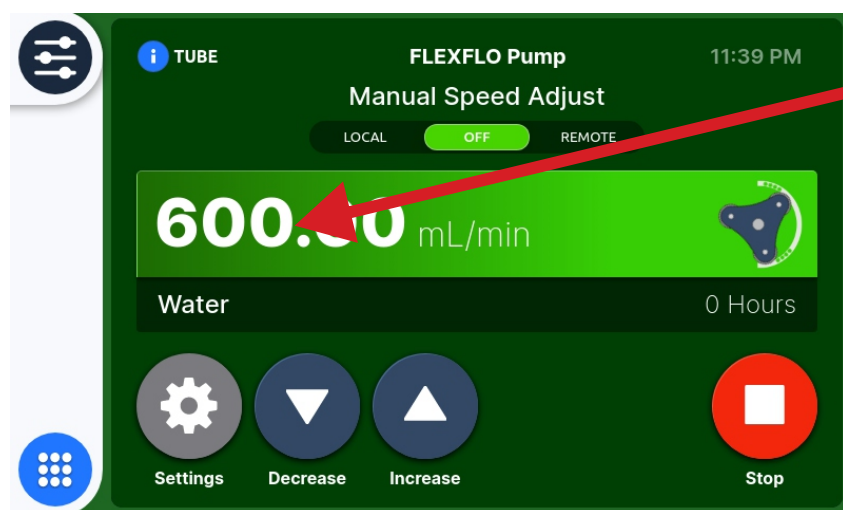 i TUBE FLEXFLO Pump 11:39 PM
Manual Speed Adjust
LOCAL OFF REMOTE
600.00 mL/min
Water 0 Hours
Settings Decrease Increase Stop